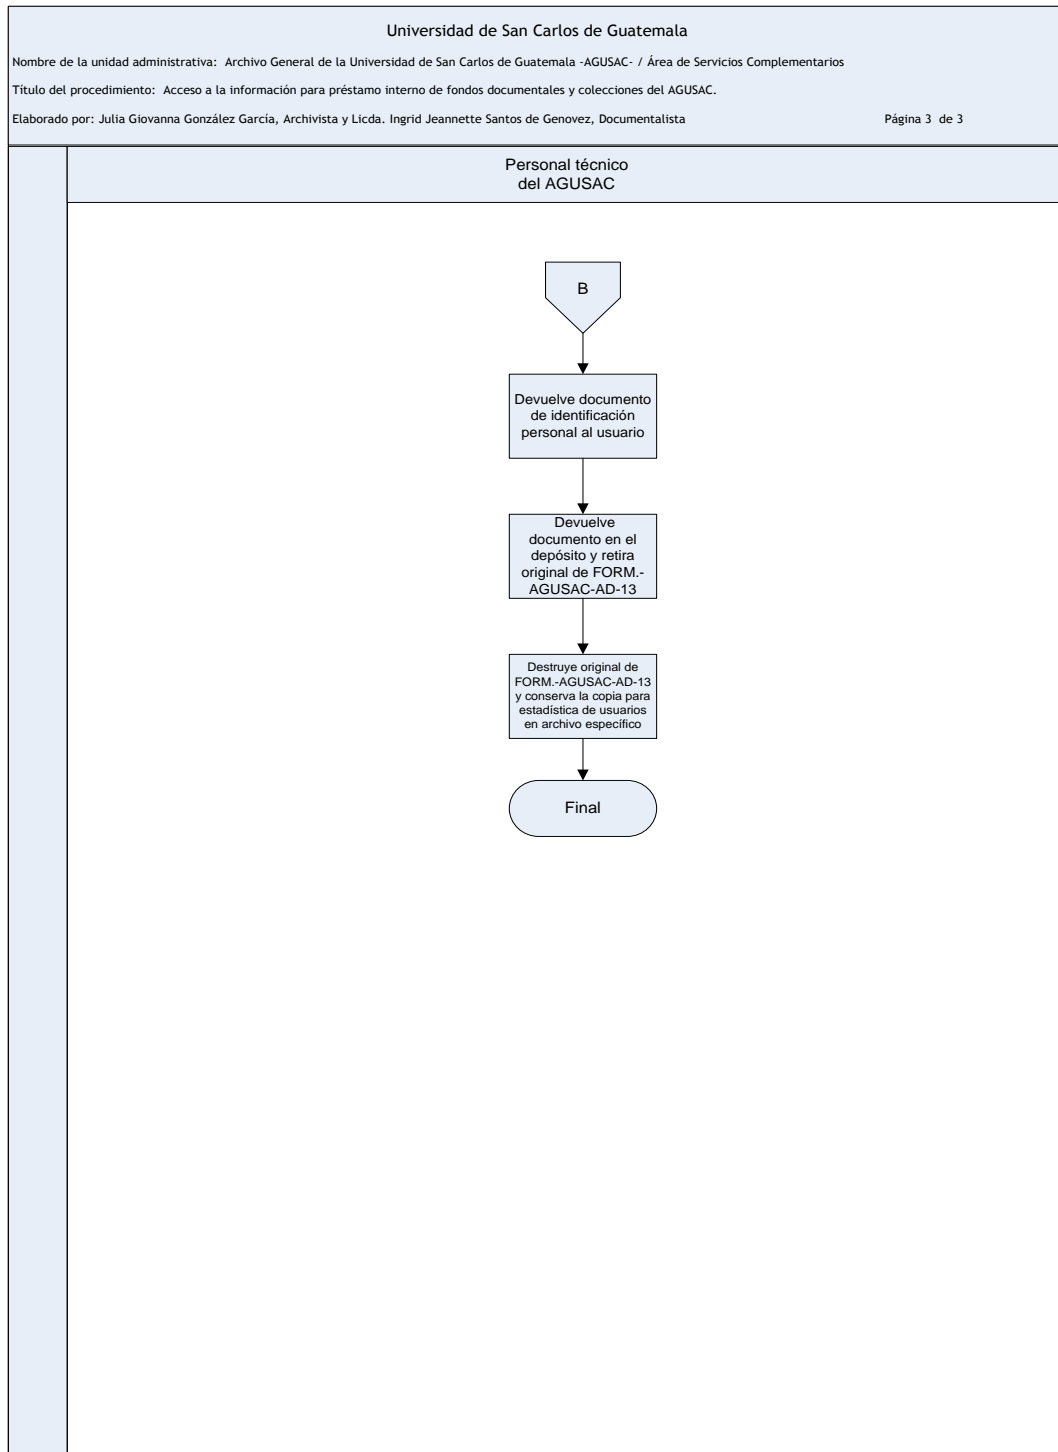 Universidad de San Carlos de Guatemala
Nombre de la unidad administrativa: Archivo General de la Universidad de San Carlos de Guatemala -AGUSAC- / Área de Servicios Complementarios
Título del procedimiento: Acceso a la información para préstamo interno de fondos documentales y colecciones del AGUSAC.
Elaborado por: Julia Giovanna González García, Archivista y Licda. Ingrid Jeannette Santos de Genovez, Documentalista Página 3 de 3
Personal técnico
del AGUSAC
B
Devuelve documento
de identificación
personal al usuario
Devuelve
documento en el
depósito y retira
original de FORM.-
AGUSAC-AD-13
Destruye original de
FORM.-AGUSAC-AD-13
y conserva la copia para
estadística de usuarios
en archivo específico
Final